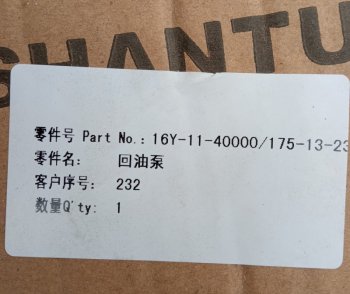 SHANTU
零件号 Part No.: 16Y-11-40000/175-13-23
零件名: 回油泵
客户序号: 232
数量Q'ty: 1